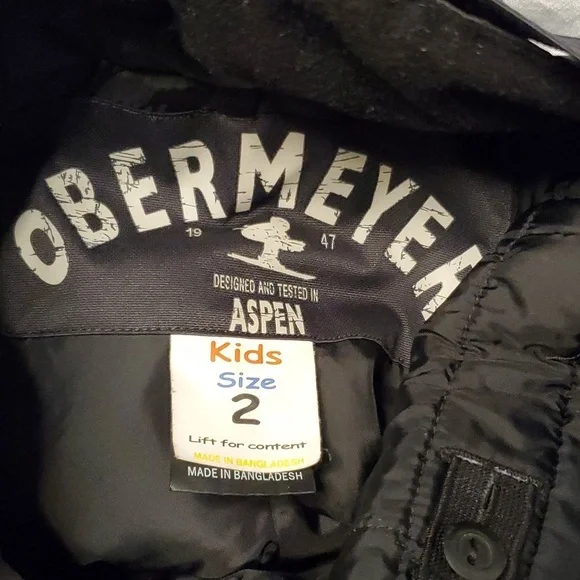 OBERMEYER
19 47
DESIGNED AND TESTED IN
ASPEN
Kids
Size
2
Lift for content
MADE IN BANGLADESH
MADE IN BANGLADESH